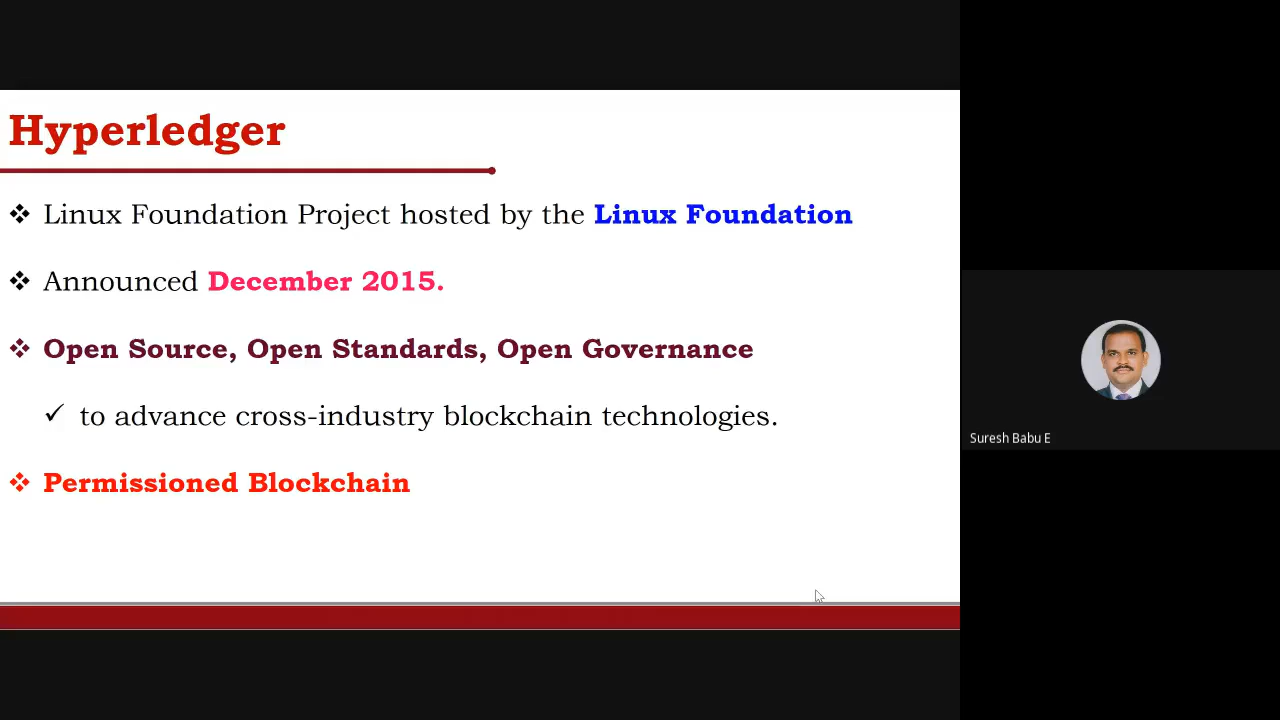 Hyperledger
❖ Linux Foundation Project hosted by the Linux Foundation
❖ Announced December 2015.
❖ Open Source, Open Standards, Open Governance
✓ to advance cross-industry blockchain technologies.
❖ Permissioned Blockchain
Suresh Babu E